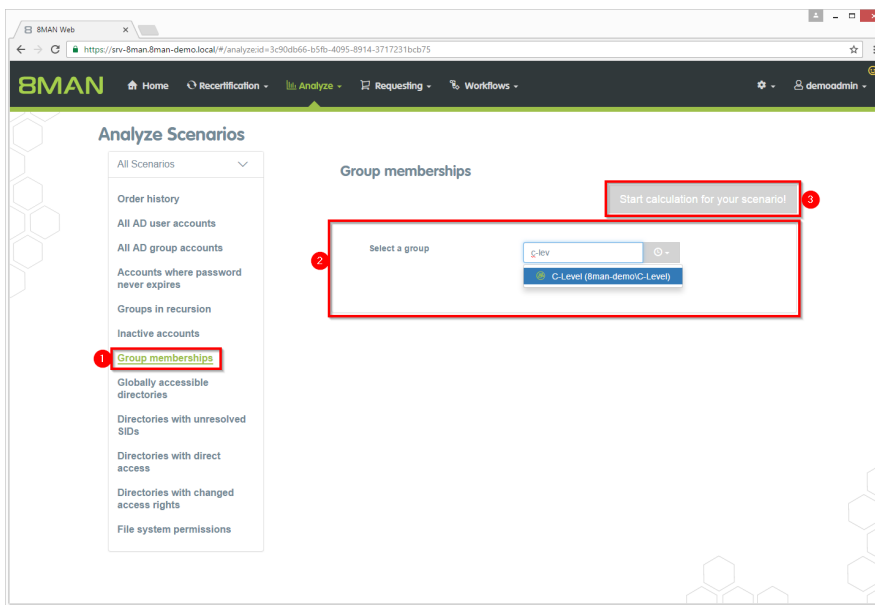 8MAN Web
https://srv-8man.8man-demo.local/#/analyze;id=3c90db66-b5fb-4095-8914-3717231bcb75
8MAN Home Recertification Analyze Requesting Workflows demoadmin
Analyze Scenarios
All Scenarios
Group memberships
Order history
Start calculation for your scenario! 3
All AD user accounts
All AD group accounts
Select a group
c-lev
2
Accounts where password
never expires
C-Level (8man-demo\C-Level)
Groups in recursion
Inactive accounts
1 Group memberships
Globally accessible
directories
Directories with unresolved
SIDs
Directories with direct
access
Directories with changed
access rights
File system permissions